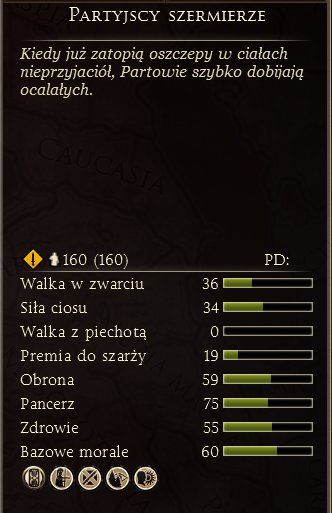 Partyjscy szermierze
Kiedy już zatopią oszczepy w ciałach
nieprzyjaciół, Partowie szybko dobijają
ocalałych.
CAUCASIA
160 (160) PD:
Walka w zwarciu 36
Siła ciosu 34
Walka z piechotą 0
Premia do szarży 19
Obrona 59
Pancerz 75
Zdrowie 55
Bazowe morale 60